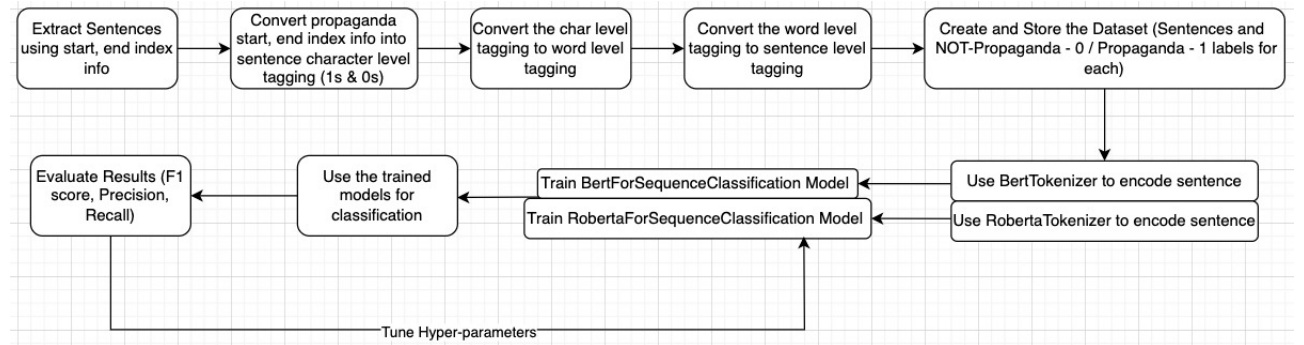 Extract Sentences
using start, end index
info
Convert propaganda
start, end index info into
sentence character level
tagging (1s & 0s)
Convert the char level
tagging to word level
tagging
Convert the word level
tagging to sentence level
tagging
Create and Store the Dataset (Sentences and
NOT-Propaganda - 0 / Propaganda - 1 labels for
each)
Evaluate Results (F1
score, Precision,
Recall)
Use the trained
models for
classification
Train BertForSequenceClassification Model
Train RobertaForSequenceClassification Model
Use BertTokenizer to encode sentence
Use RobertaTokenizer to encode sentence
Tune Hyper-parameters